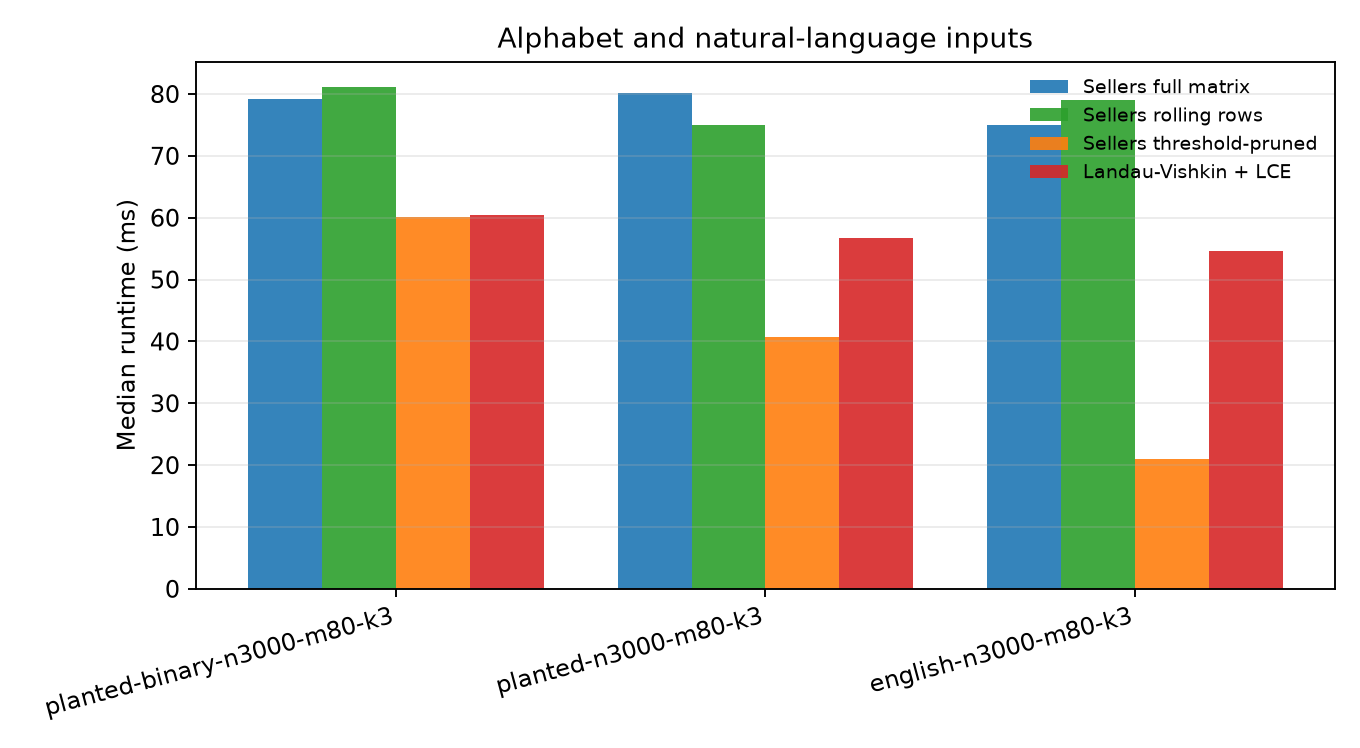 Alphabet and natural-language inputs
Sellers full matrix
Sellers rolling rows
Sellers threshold-pruned
Landau-Vishkin + LCE
Median runtime (ms)
80
70
60
50
40
30
20
10
0
planted-binary-n3000-m80-k3
planted-n3000-m80-k3
english-n3000-m80-k3